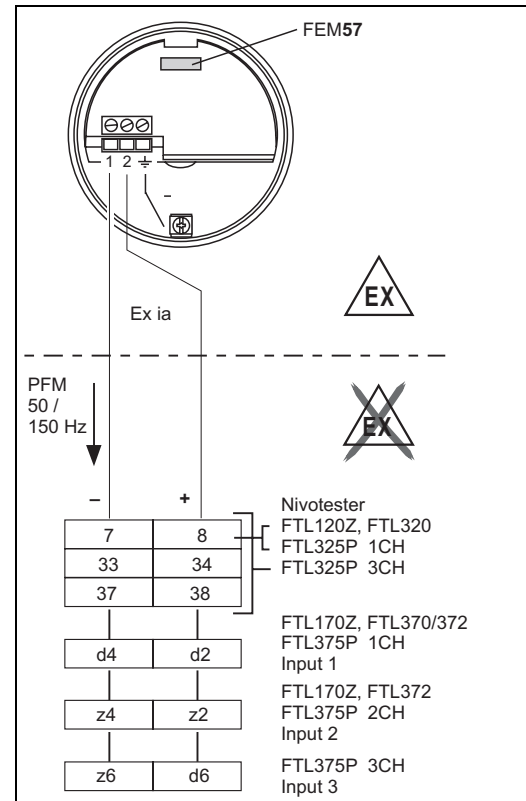 FEM57
1 2
–
Ex ia
EX
PFM
50 /
150 Hz
EX
– +
7 8
33 34
37 38
Nivotester
FTL120Z, FTL320
FTL325P 1CH
FTL325P 3CH
d4 d2
FTL170Z, FTL370/372
FTL375P 1CH
Input 1
z4 z2
FTL170Z, FTL372
FTL375P 2CH
Input 2
z6 d6
FTL375P 3CH
Input 3